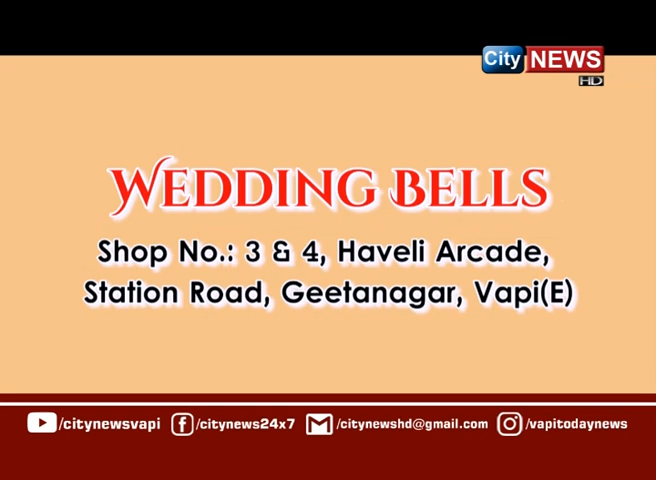 City NEWS
HD
WEDDING BELLS
Shop No.: 3 & 4, Haveli Arcade,
Station Road, Geetanagar, Vapi(E)
/citynewsvapi /citynews24x7 /citynewshd@gmail.com /vapitodaynews